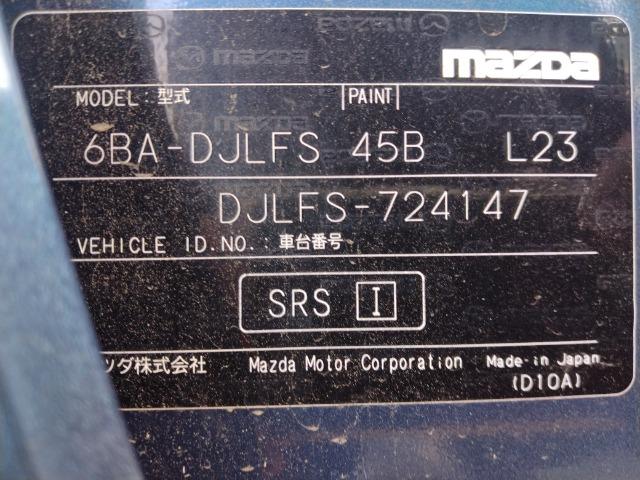 mazda
MODEL:型式 PAINT
6BA-DJLFS 45B L23
DJLFS-724147
VEHICLE ID.NO.:車台番号
SRS I
ツダ株式会社 Mazda Motor Corporation Made in Japan
(D10A)